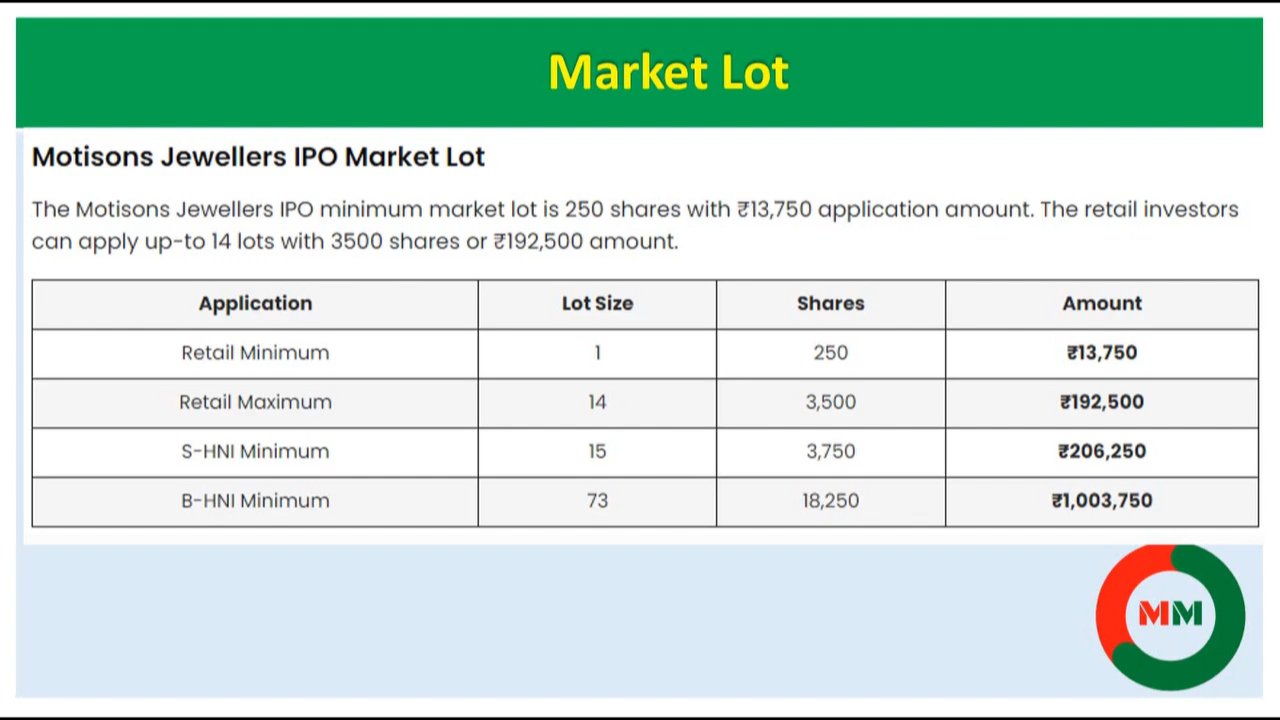 Market Lot
Motisons Jewellers IPO Market Lot
The Motisons Jewellers IPO minimum market lot is 250 shares with ₹13,750 application amount. The retail investors
can apply up-to 14 lots with 3500 shares or ₹192,500 amount.
Application Lot Size Shares Amount
Retail Minimum 1 250 ₹13,750
Retail Maximum 14 3,500 ₹192,500
S-HNI Minimum 15 3,750 ₹206,250
B-HNI Minimum 73 18,250 ₹1,003,750
MM